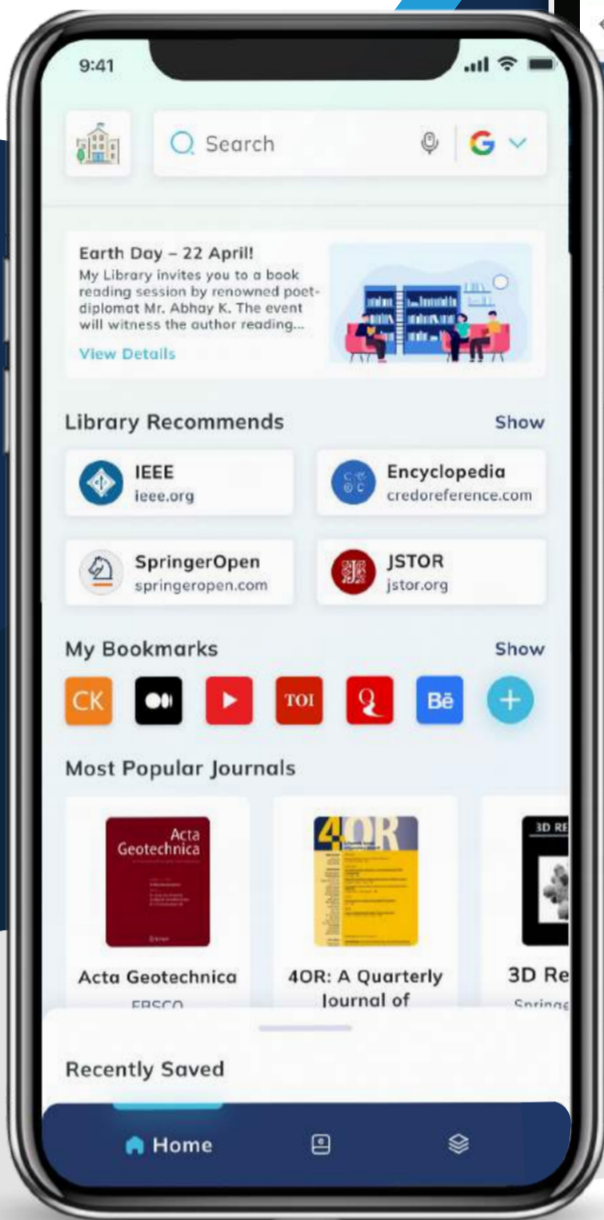 9:41
Search
Earth Day – 22 April!
My Library invites you to a book
reading session by renowned poet-
diplomat Mr. Abhay K. The event
will witness the author reading...
View Details
Library Recommends
Show
IEEE
ieee.org
Encyclopedia
credoreference.com
SpringerOpen
springeropen.com
JSTOR
jstor.org
My Bookmarks
Show
CK
TOI
Bē
Most Popular Journals
Acta
Geotechnica
4OR
3D RE
Acta Geotechnica
EBSCO
4OR: A Quarterly
Journal of
3D Re
Springe
Recently Saved
Home